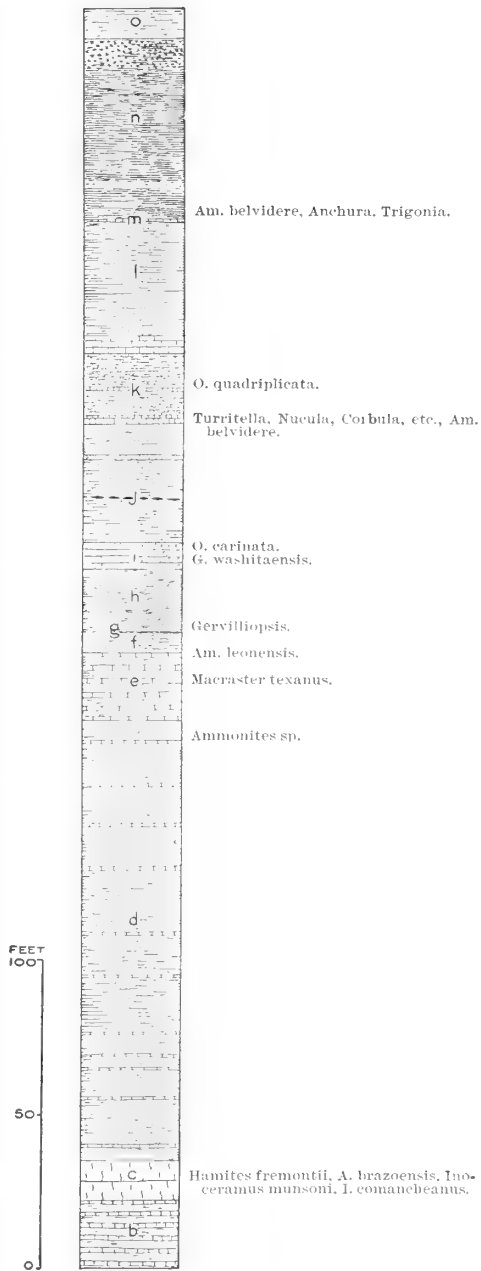 o
n
Am. belvidere, Anchura, Trigonia.
m
l
O. quadriplicata.
k
Turritella, Nucula, Corbula, etc., Am.
belvidere.
j
O. carinata.
G. washitaensis.
i
h
Gervilliopsis.
g
f
Am. leonensis.
Macraster texanus.
e
Ammonites sp.
d
FEET
100
50
c
Hamites fremontii, A. brazoensis, Ino-
ceramus munsoni, I. comancheanus.
b
0